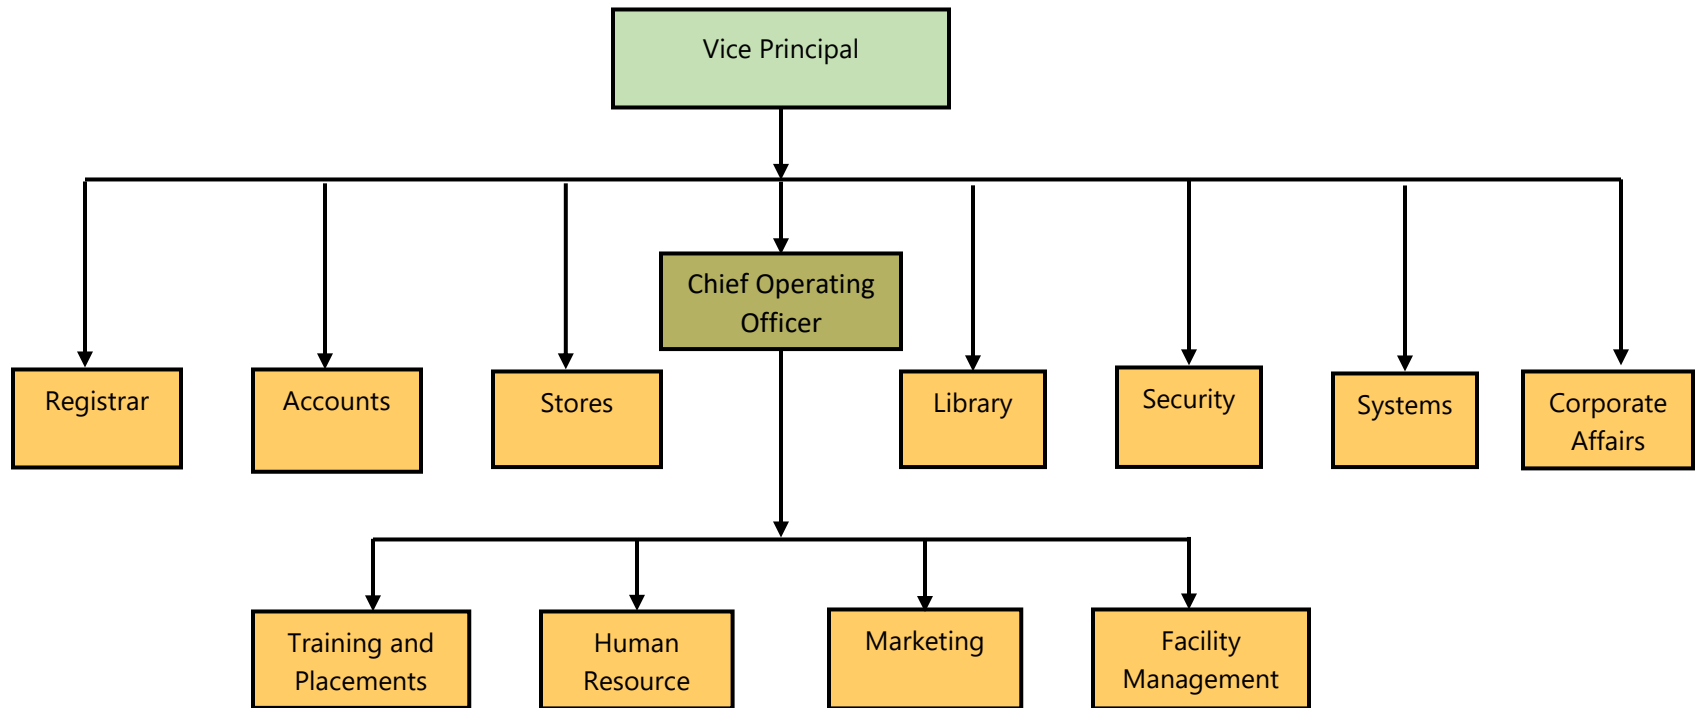 Vice Principal
Chief Operating
Officer
Registrar
Accounts
Stores
Library
Security
Systems
Corporate
Affairs
Training and
Placements
Human
Resource
Marketing
Facility
Management